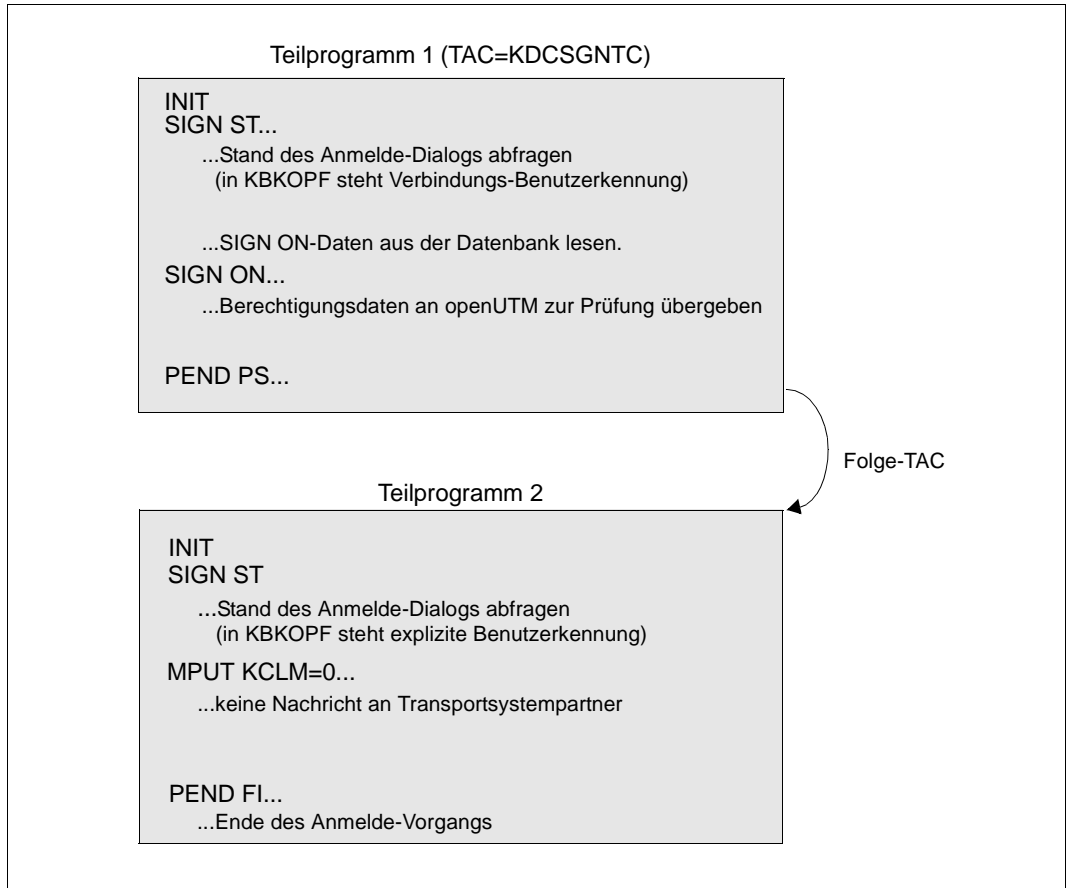 Teilprogramm 1 (TAC=KDCSGNTC)
INIT
SIGN ST...
...Stand des Anmelde-Dialogs abfragen
(in KBKOPF steht Verbindungs-Benutzerkennung)
...SIGN ON-Daten aus der Datenbank lesen.
SIGN ON...
...Berechtigungsdaten an openUTM zur Prüfung übergeben
PEND PS...
Folge-TAC
Teilprogramm 2
INIT
SIGN ST
...Stand des Anmelde-Dialogs abfragen
(in KBKOPF steht explizite Benutzerkennung)
MPUT KCLM=0...
...keine Nachricht an Transportsystempartner
PEND FI...
...Ende des Anmelde-Vorgangs